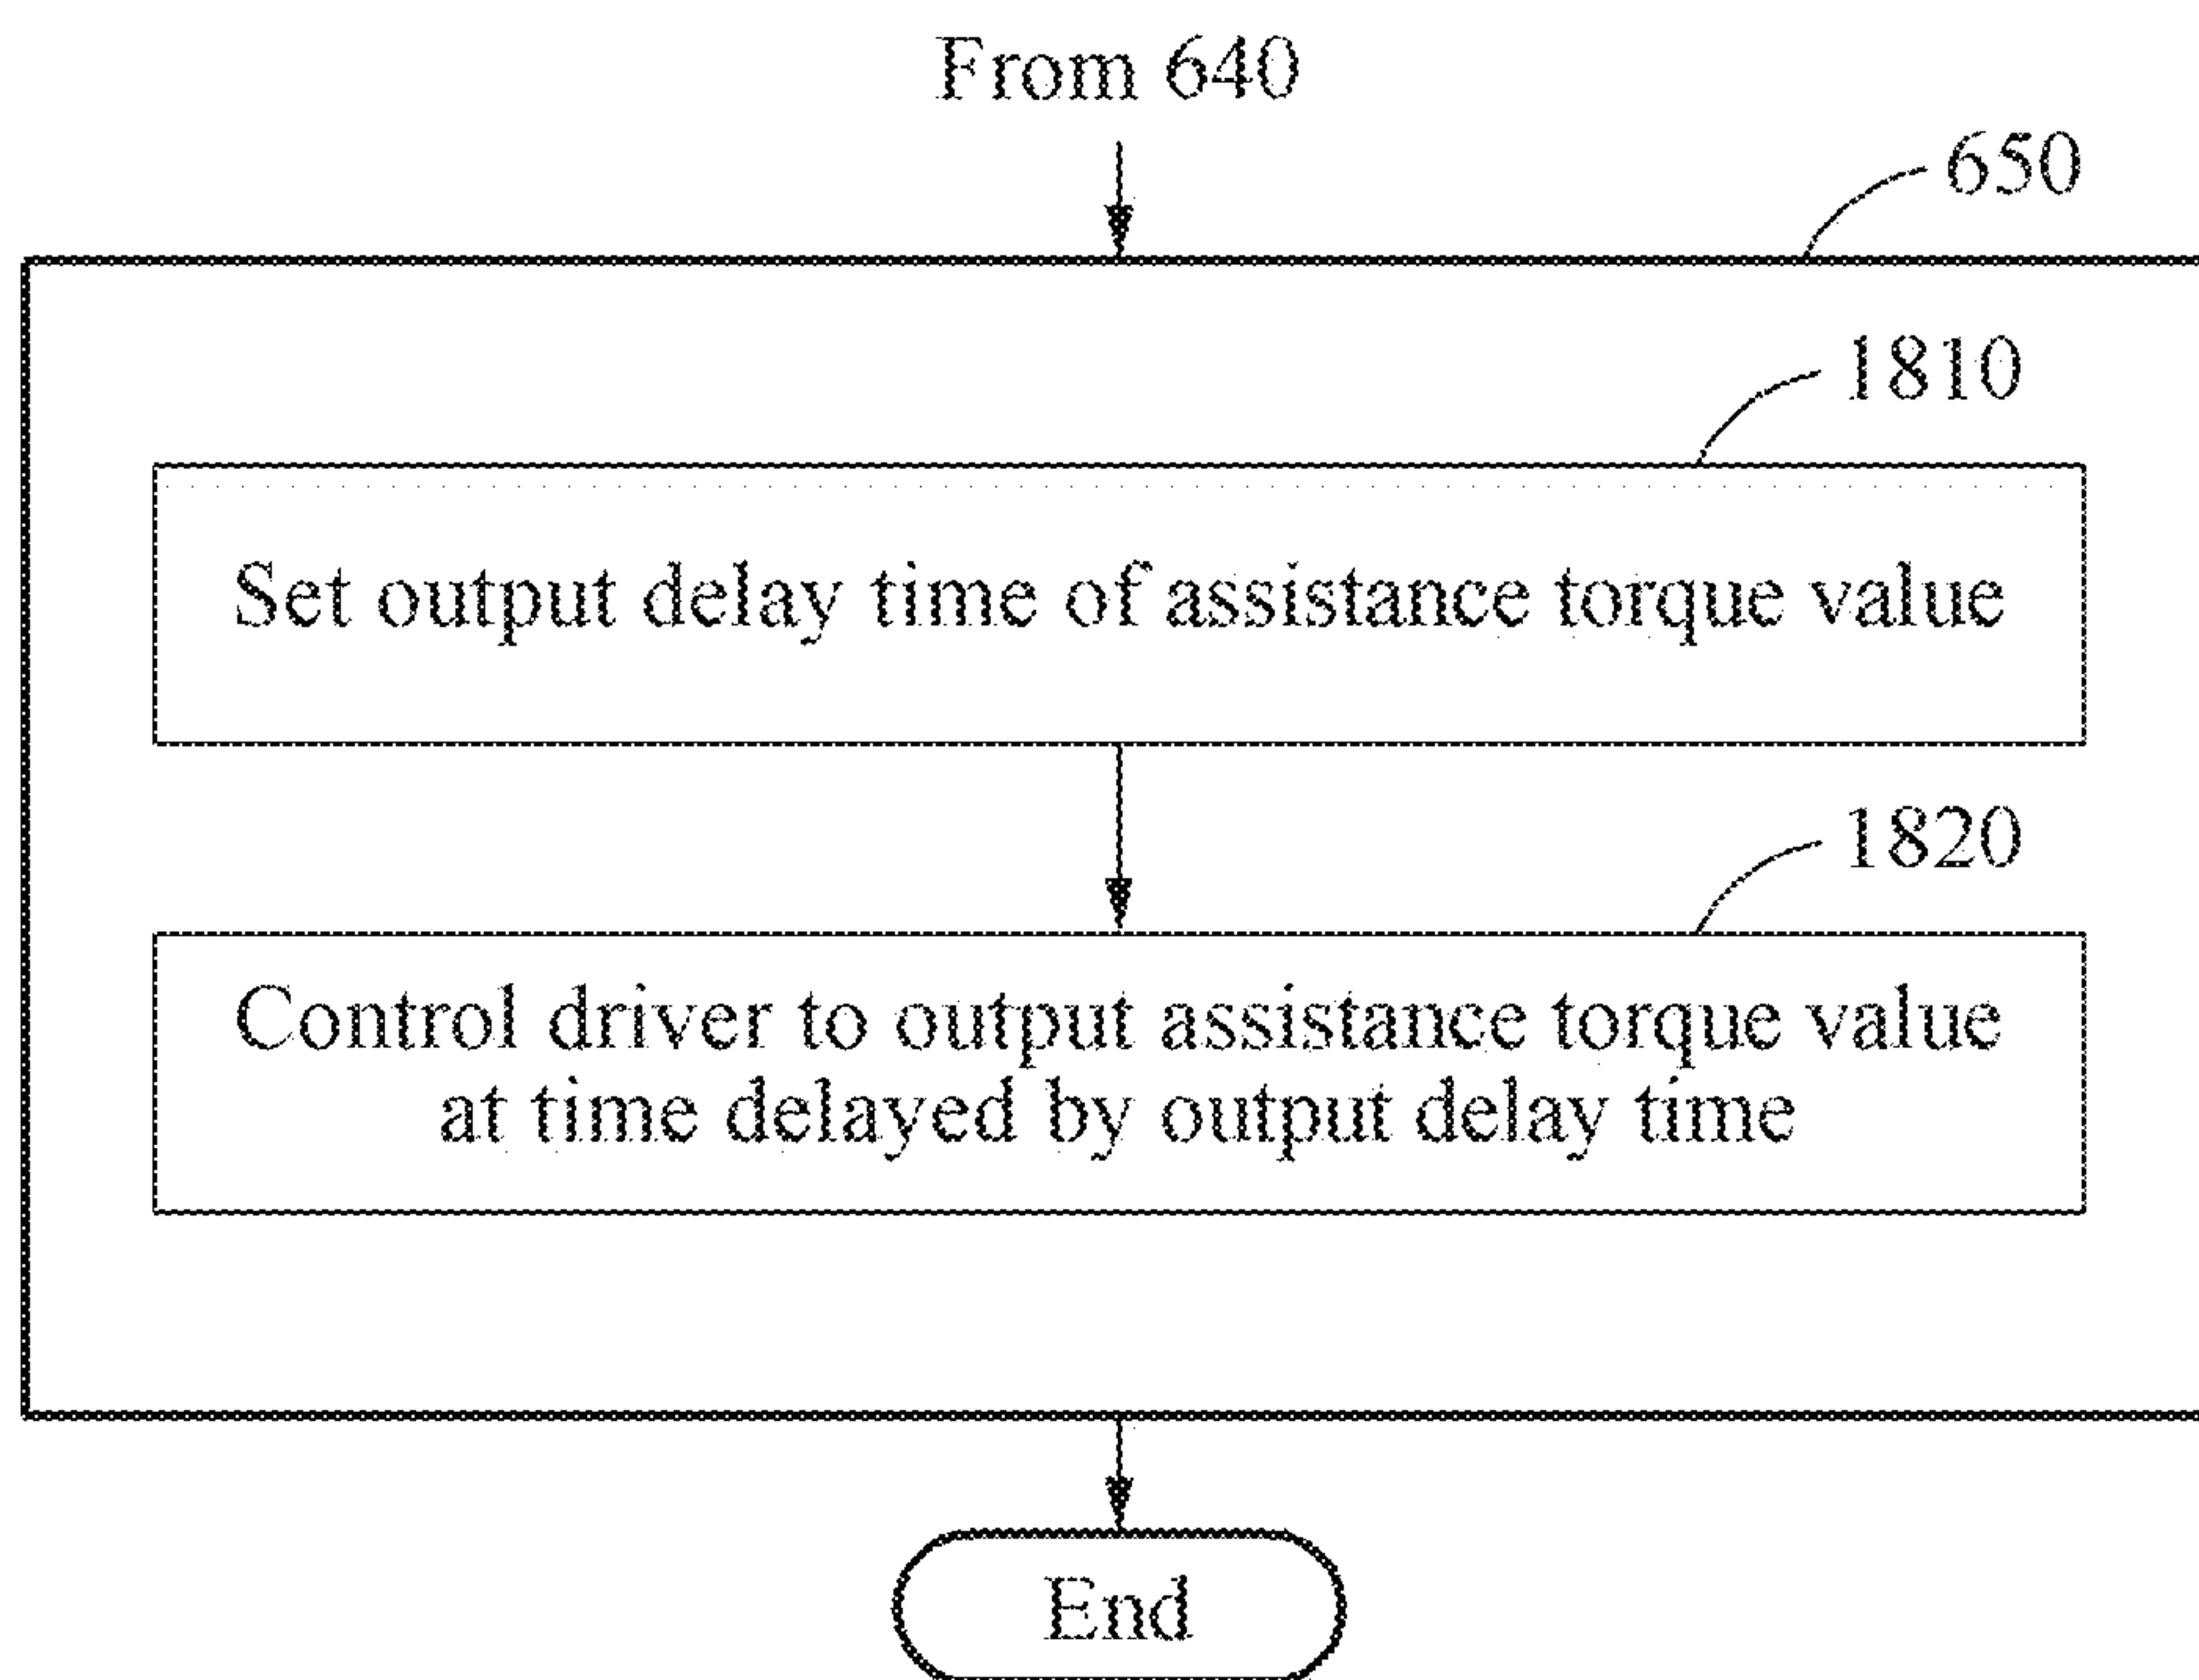 From 640
650
1810
Set output delay time of assistance torque value
1820
Control driver to output assistance torque value
at time delayed by output delay time
End